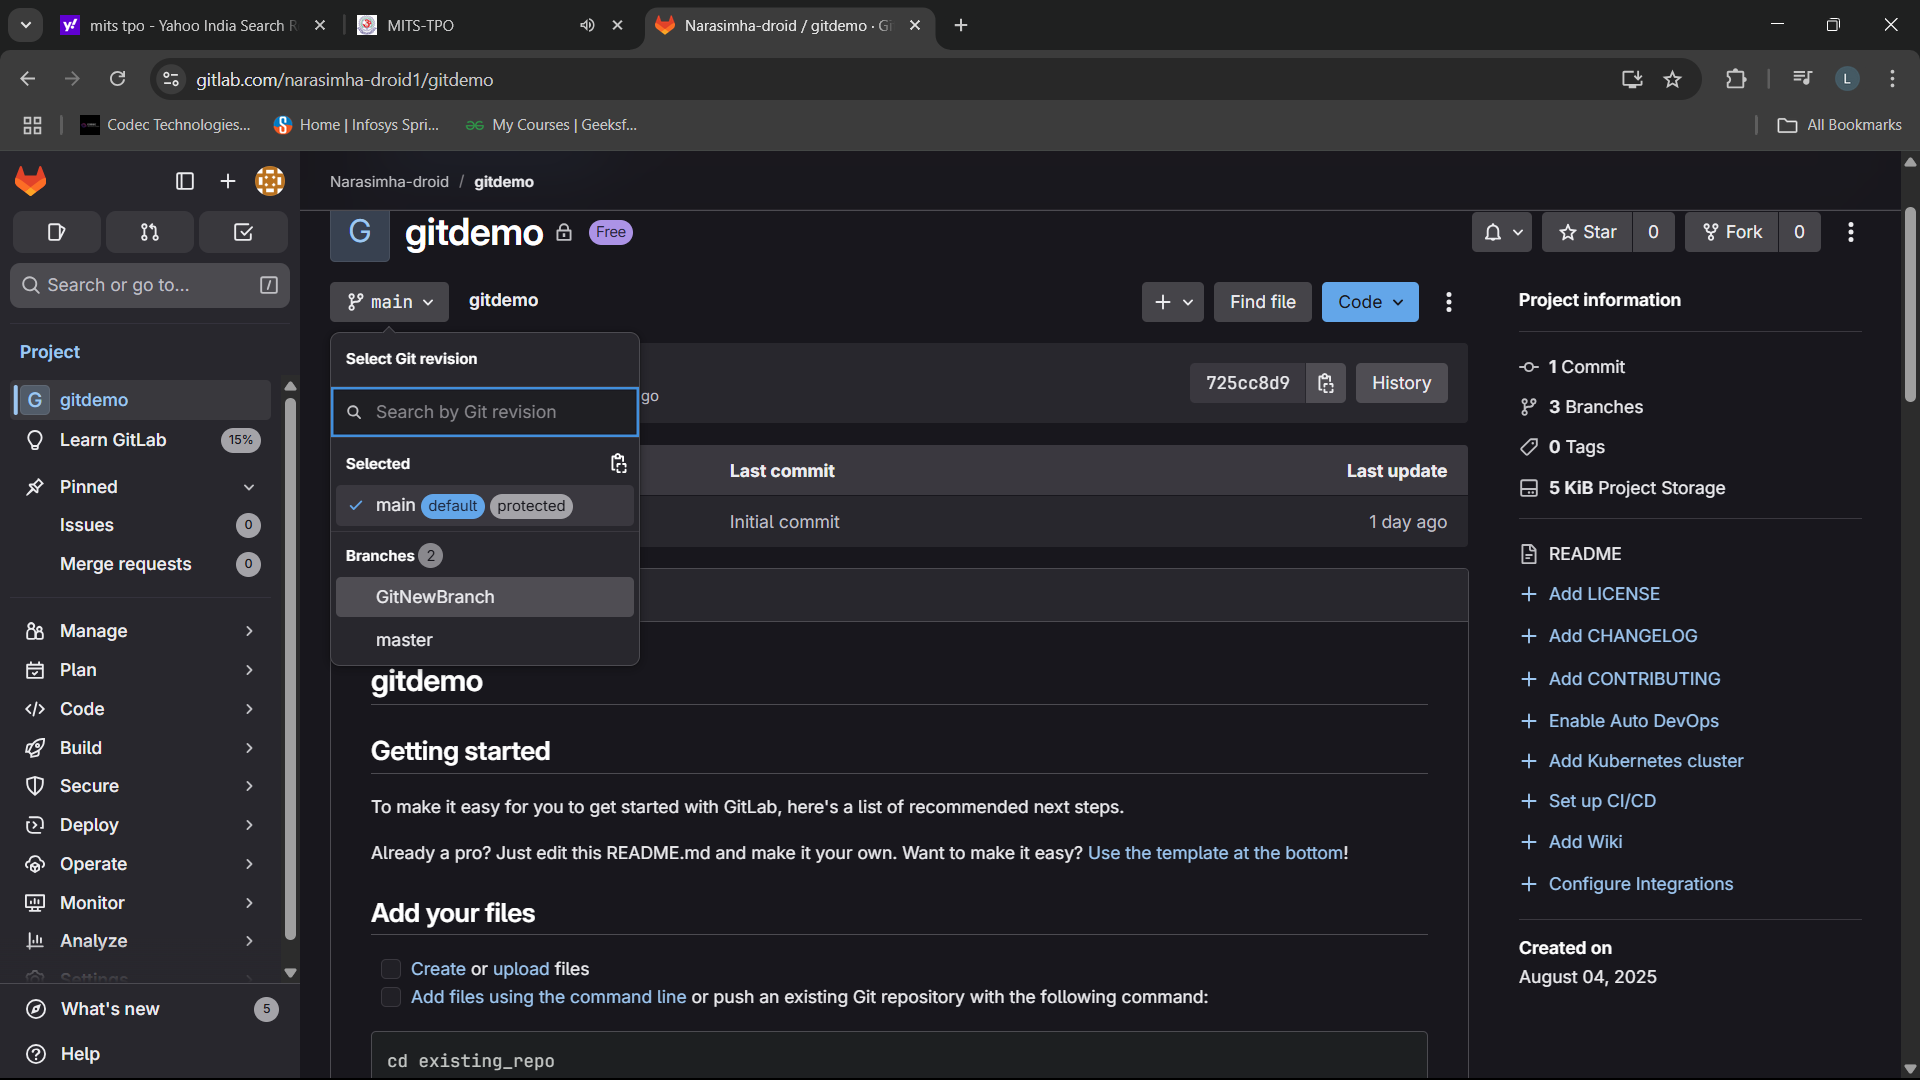 mits tpo - Yahoo India Search R
MITS-TPO
Narasimha-droid / gitdemo · Gi
gitlab.com/narasimha-droid1/gitdemo
L
Codec Technologies...
Home | Infosys Spri...
My Courses | Geeksf...
All Bookmarks
Narasimha-droid / gitdemo
Search or go to...
/
Project
G gitdemo
Learn GitLab 15%
Pinned
Issues 0
Merge requests 0
Manage
Plan
Code
Build
Secure
Deploy
Operate
Monitor
Analyze
Settings
What's new 5
Help
G gitdemo Free
Star 0
Fork 0
main
gitdemo
Find file
Code
Select Git revision
Search by Git revision
Selected
main default protected
Branches 2
GitNewBranch
master
go
725cc8d9
History
Last commit
Last update
Initial commit
1 day ago
gitdemo
Getting started
To make it easy for you to get started with GitLab, here's a list of recommended next steps.
Already a pro? Just edit this README.md and make it your own. Want to make it easy? Use the template at the bottom!
Add your files
Create or upload files
Add files using the command line or push an existing Git repository with the following command:
cd existing_repo
Project information
1 Commit
3 Branches
0 Tags
5 KiB Project Storage
README
Add LICENSE
Add CHANGELOG
Add CONTRIBUTING
Enable Auto DevOps
Add Kubernetes cluster
Set up CI/CD
Add Wiki
Configure Integrations
Created on
August 04, 2025